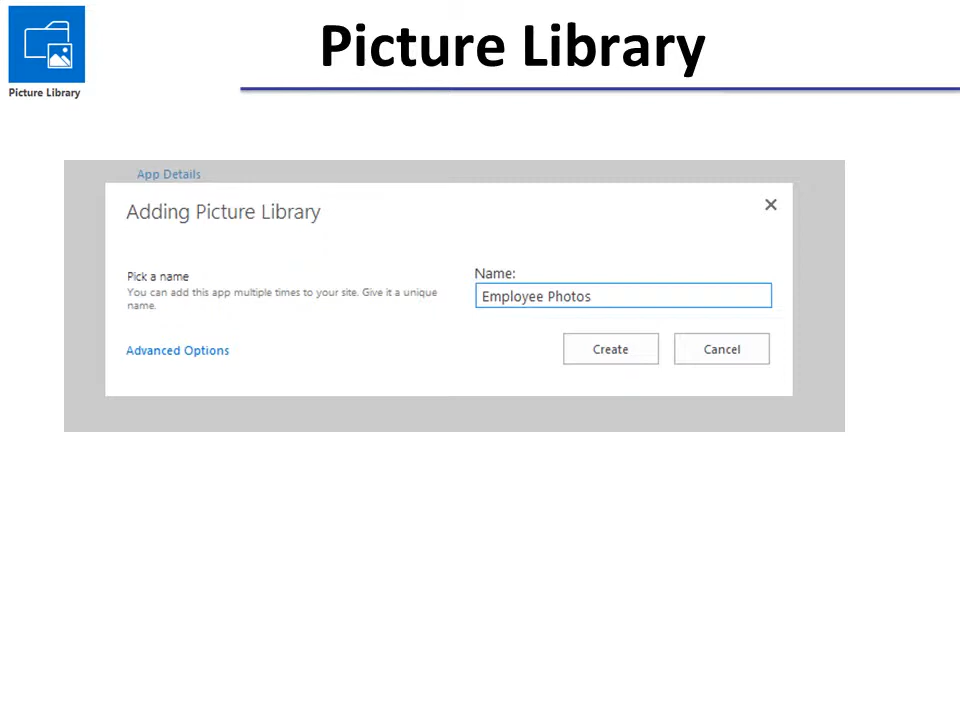 Picture Library
Picture Library
App Details
Adding Picture Library
Pick a name
You can add this app multiple times to your site. Give it a unique
name.
Name:
Employee Photos
Advanced Options
Create
Cancel